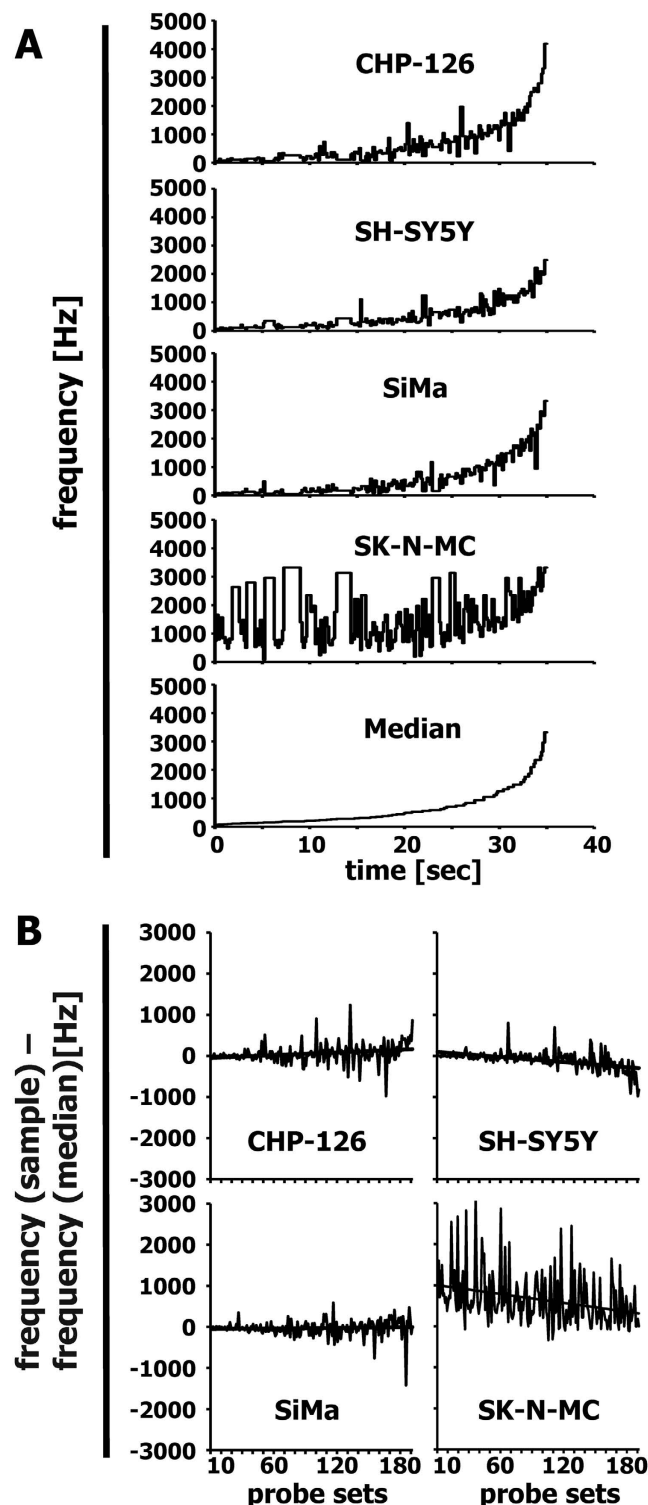 A
frequency [Hz]
5000
4000
3000
2000
1000
0
CHP-126
5000
4000
3000
2000
1000
0
SH-SY5Y
5000
4000
3000
2000
1000
0
SiMa
5000
4000
3000
2000
1000
0
SK-N-MC
5000
4000
3000
2000
1000
0
Median
0 10 20 30 40
time [sec]
B
frequency (sample) –
frequency (median)[Hz]
3000
2000
1000
0
-1000
-2000
-3000
CHP-126
SH-SY5Y
3000
2000
1000
0
-1000
-2000
-3000
SiMa
SK-N-MC
10 60 120 180
10 60 120 180
probe sets
probe sets